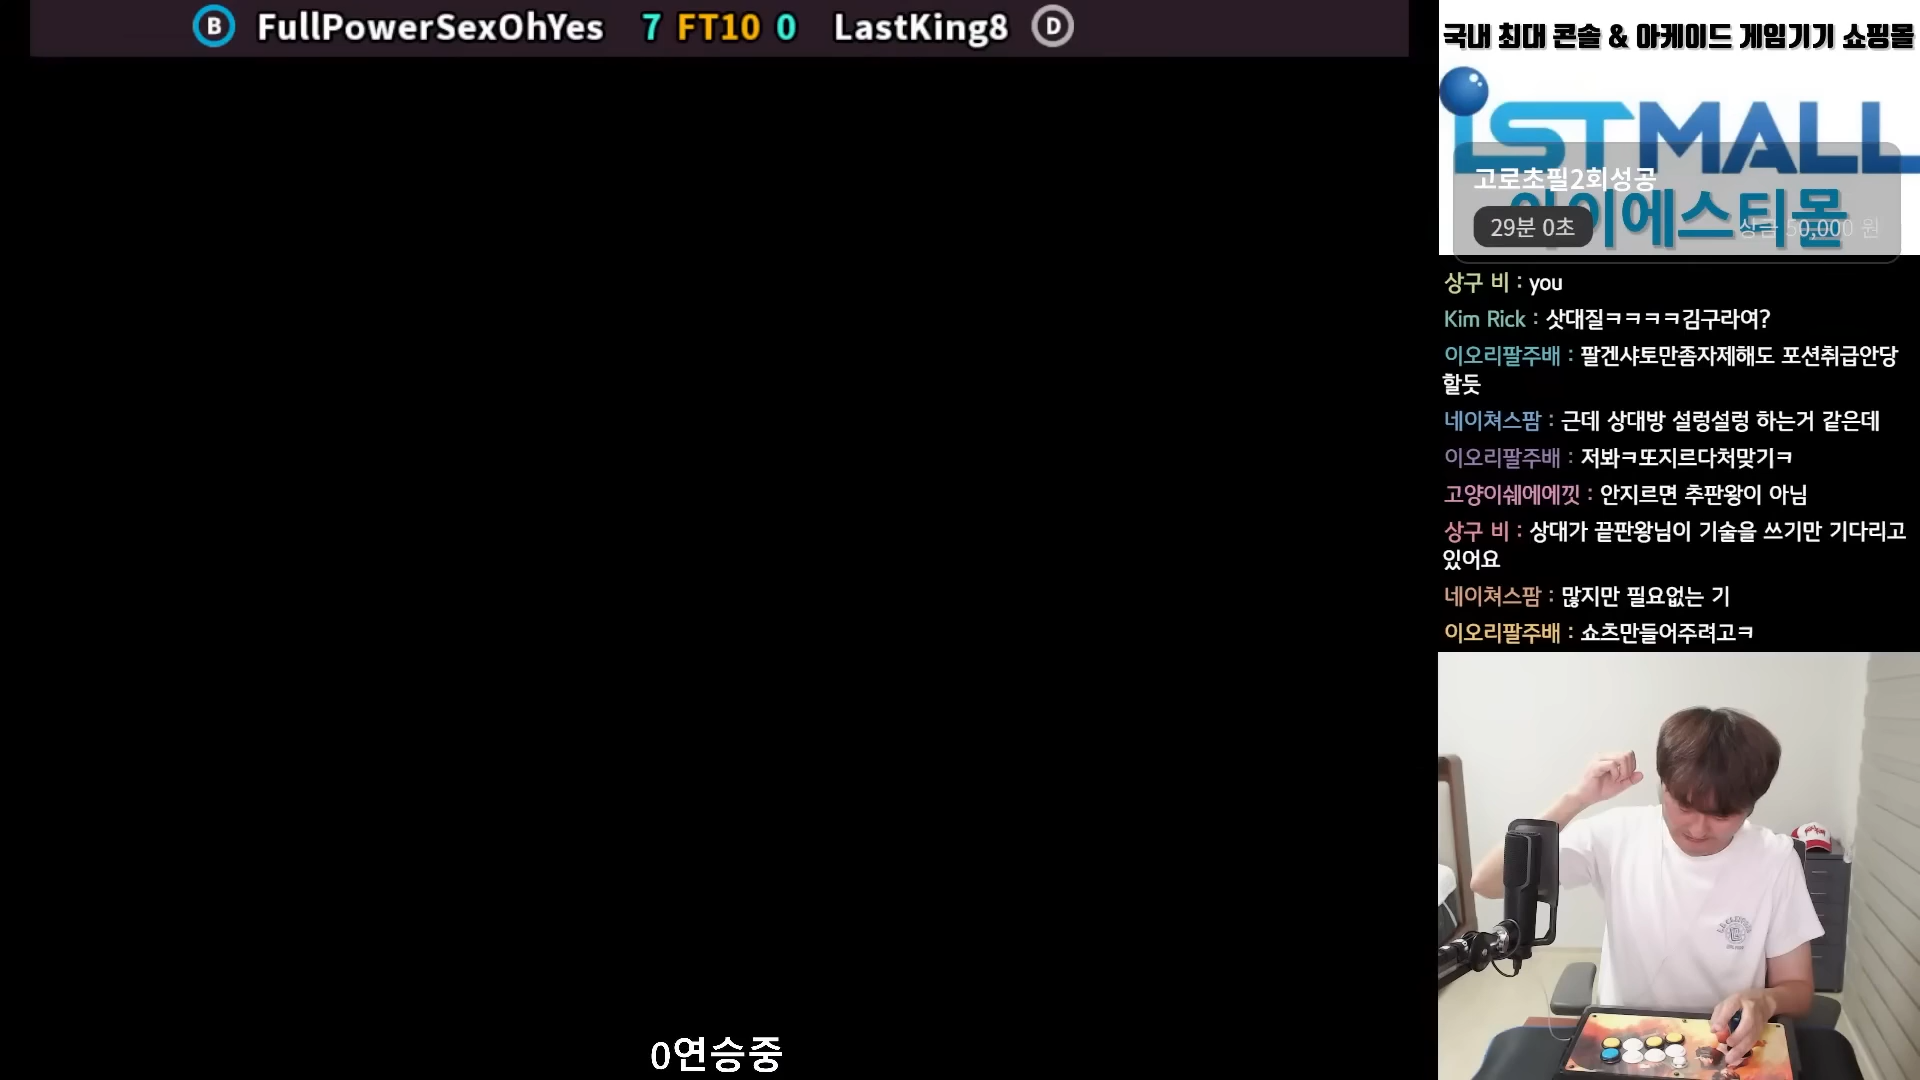 B FullPowerSexOhYes 7 FT10 0 LastKing8 D
국내 최대 콘솔 & 아케이드 게임기기 쇼핑몰
iSTMALL
고로초필2회성공
아이에스티몰
29분 0초
상금 50,000 원
상구 비 : you
Kim Rick : 삿대질ㅋㅋㅋㅋ김구라여?
이오리팔주배 : 팔겐샤토만좀자제해도 포션취급안당
할듯
네이쳐스팜 : 근데 상대방 설렁설렁 하는거 같은데
이오리팔주배 : 저봐ㅋ또지르다처맞기ㅋ
고양이쉐에에낏 : 안지르면 추판왕이 아님
상구 비 : 상대가 끝판왕님이 기술을 쓰기만 기다리고
있어요
네이쳐스팜 : 많지만 필요없는 기
이오리팔주배 : 쇼츠만들어주려고ㅋ
0연승중